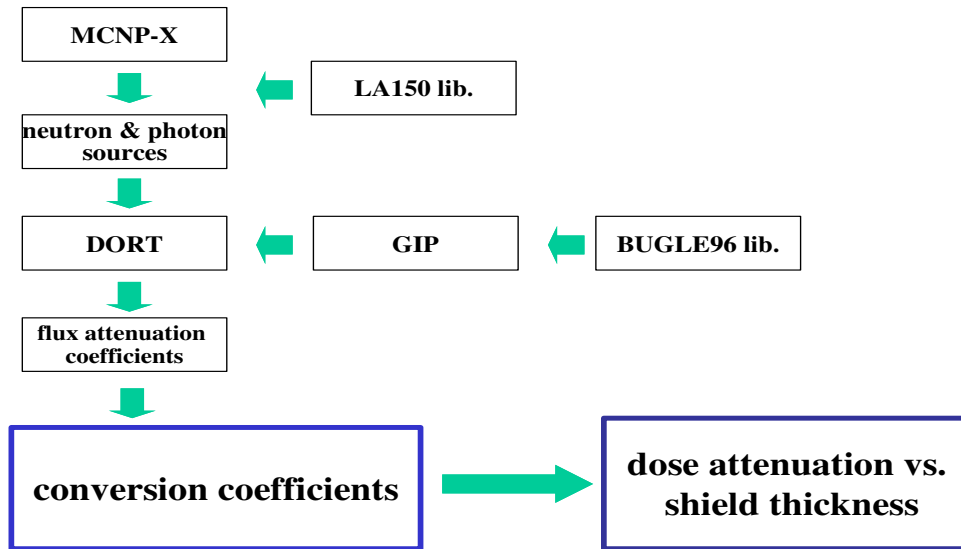 MCNP-X
LA150 lib.
neutron & photon
sources
DORT
GIP
BUGLE96 lib.
flux attenuation
coefficients
conversion coefficients
dose attenuation vs.
shield thickness